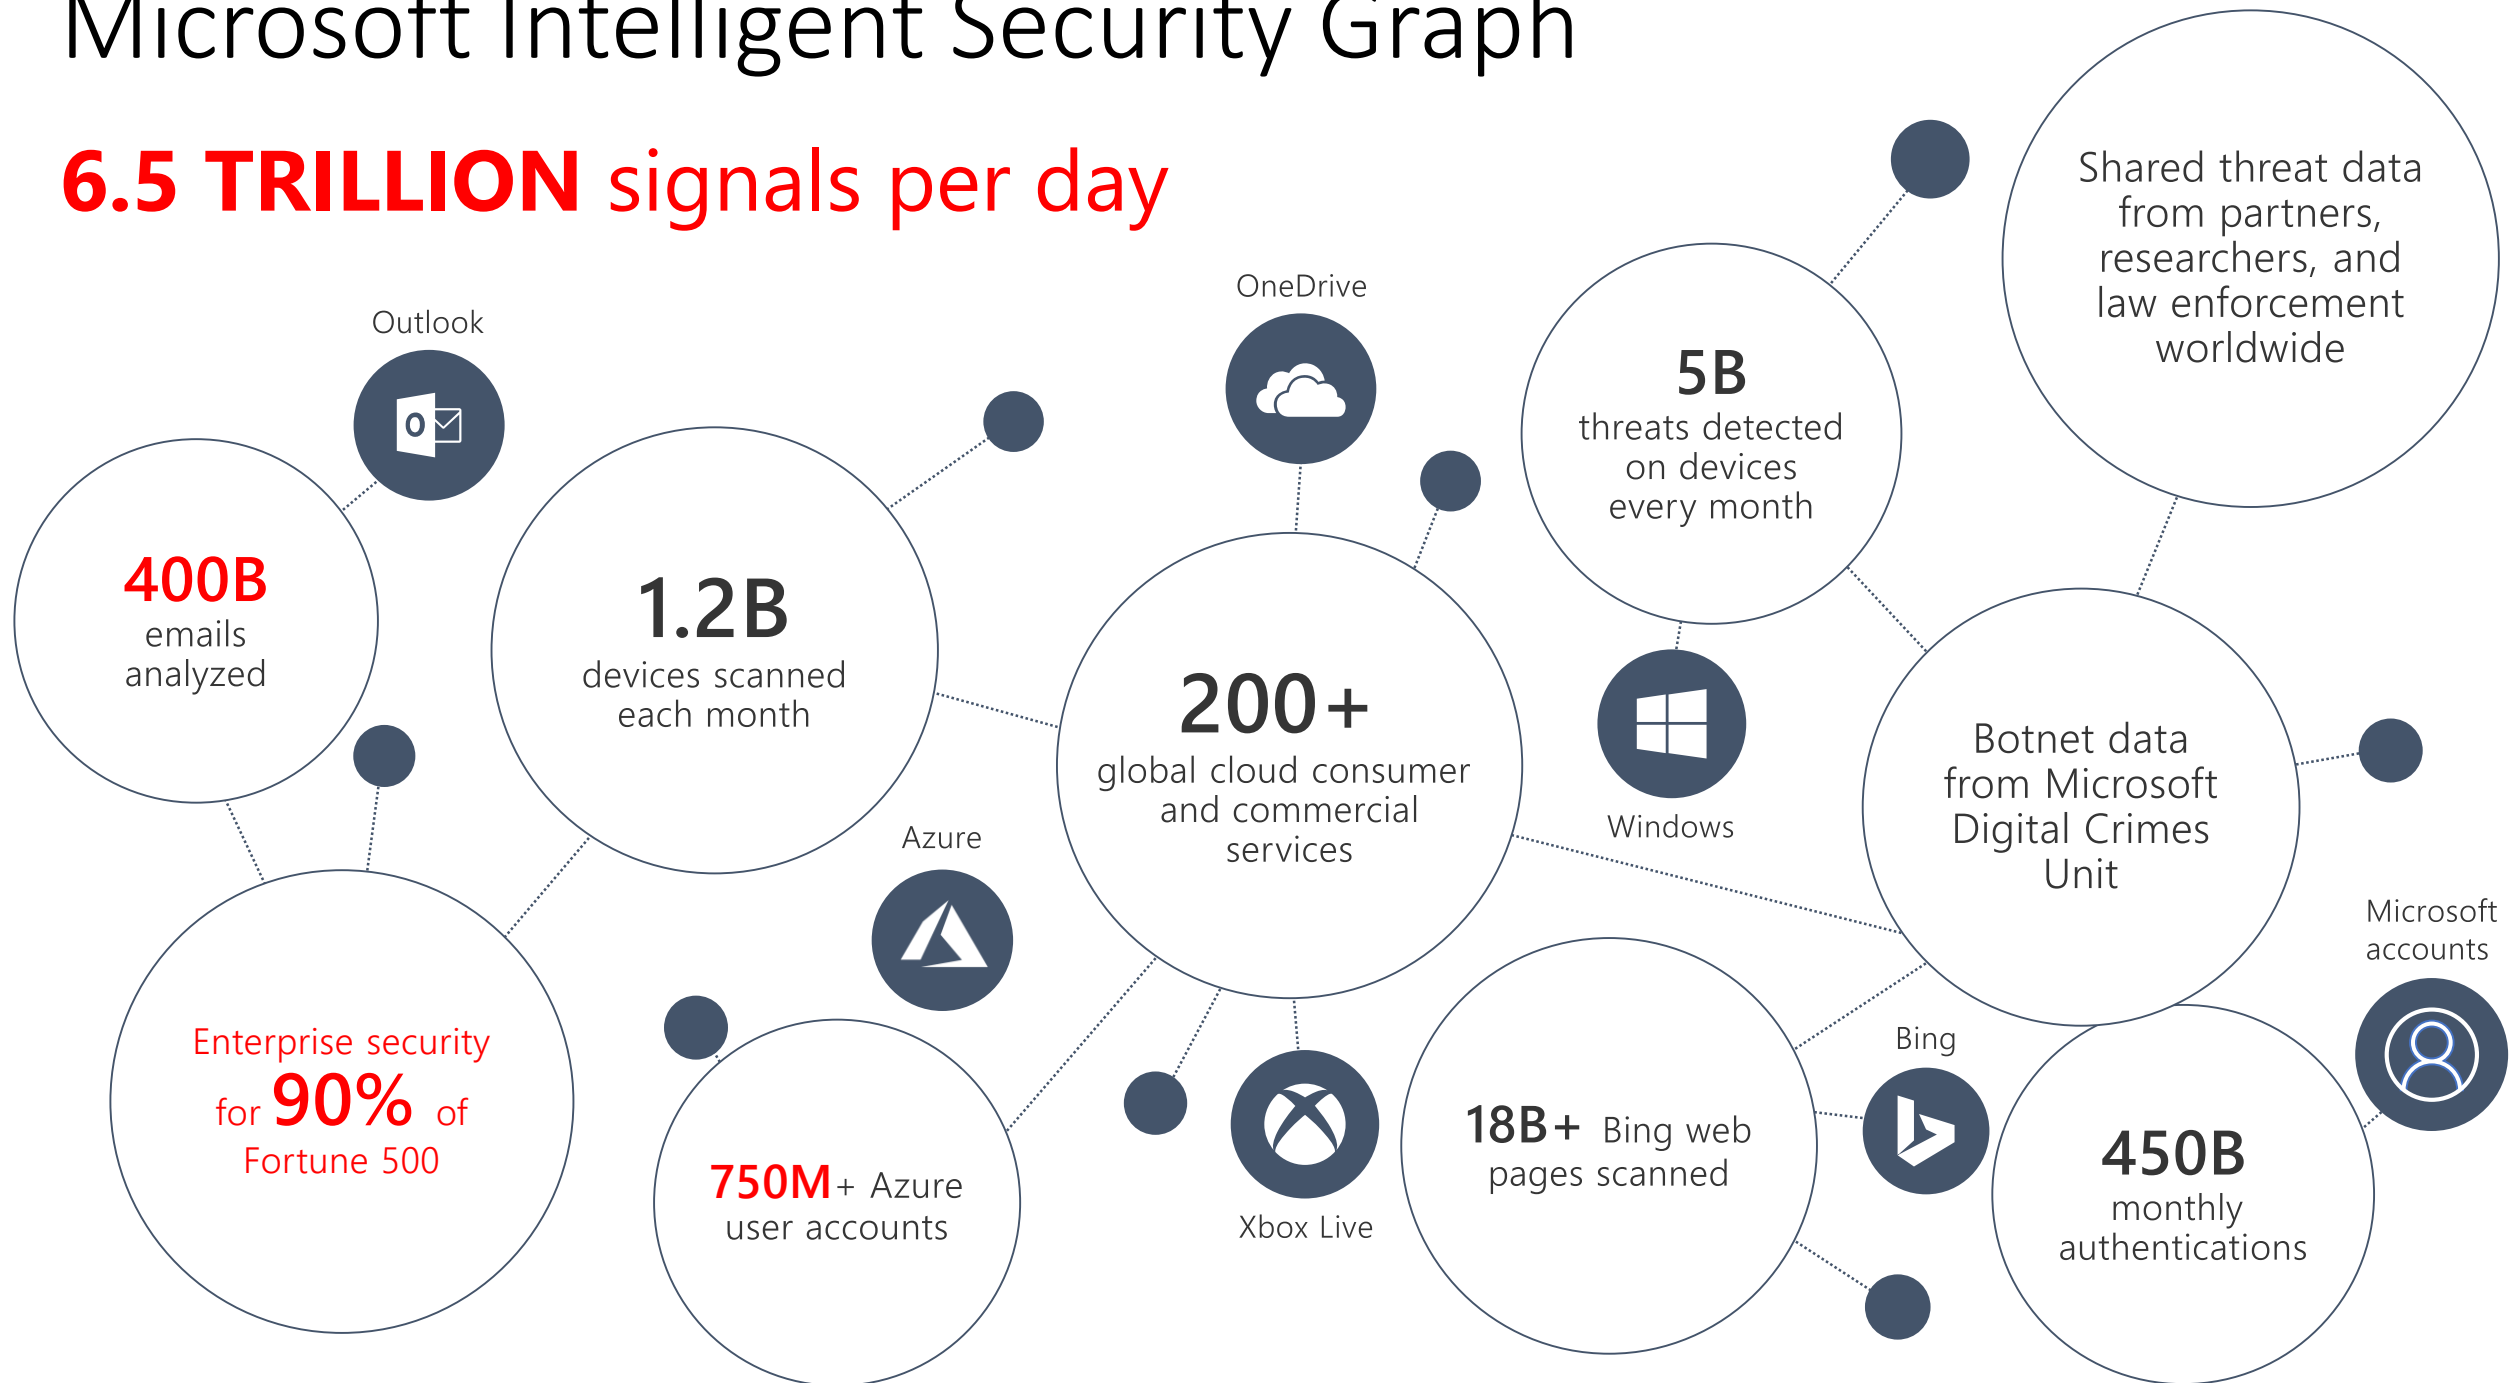 Microsoft Intelligent Security Graph
6.5 TRILLION signals per day
Outlook
400B
emails
analyzed
1.2B
devices scanned
each month
OneDrive
200+
global cloud consumer
and commercial
services
5B
threats detected
on devices
every month
Shared threat data
from partners,
researchers, and
law enforcement
worldwide
Windows
Botnet data
from Microsoft
Digital Crimes
Unit
Azure
Enterprise security
for 90% of
Fortune 500
750M+ Azure
user accounts
Xbox Live
18B+ Bing web
pages scanned
Bing
Microsoft
accounts
450B
monthly
authentications